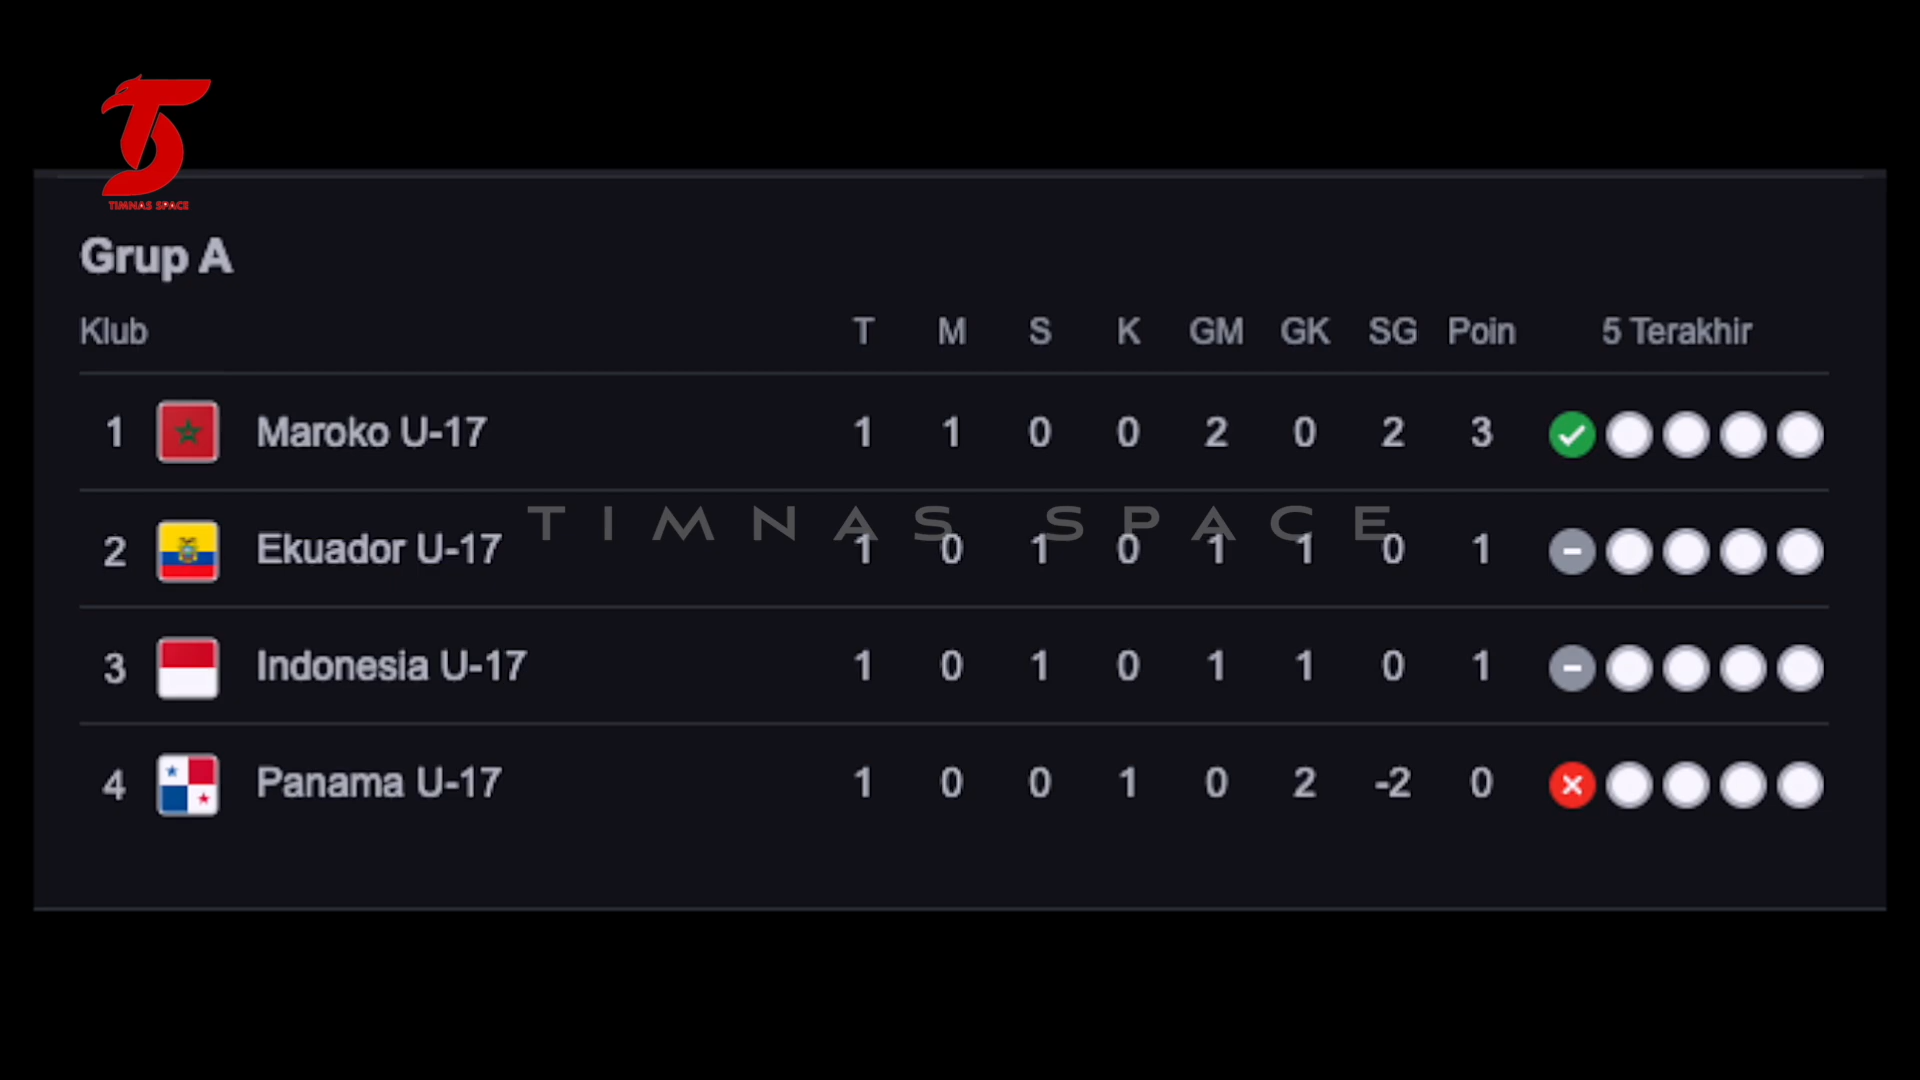 TIMNAS SPACE
Grup A
Klub T M S K GM GK SG Poin 5 Terakhir
1 Maroko U-17 1 1 0 0 2 0 2 3
TIMNAS SPACE
2 Ekuador U-17 1 0 1 0 1 1 0 1
3 Indonesia U-17 1 0 1 0 1 1 0 1
4 Panama U-17 1 0 0 1 0 2 -2 0